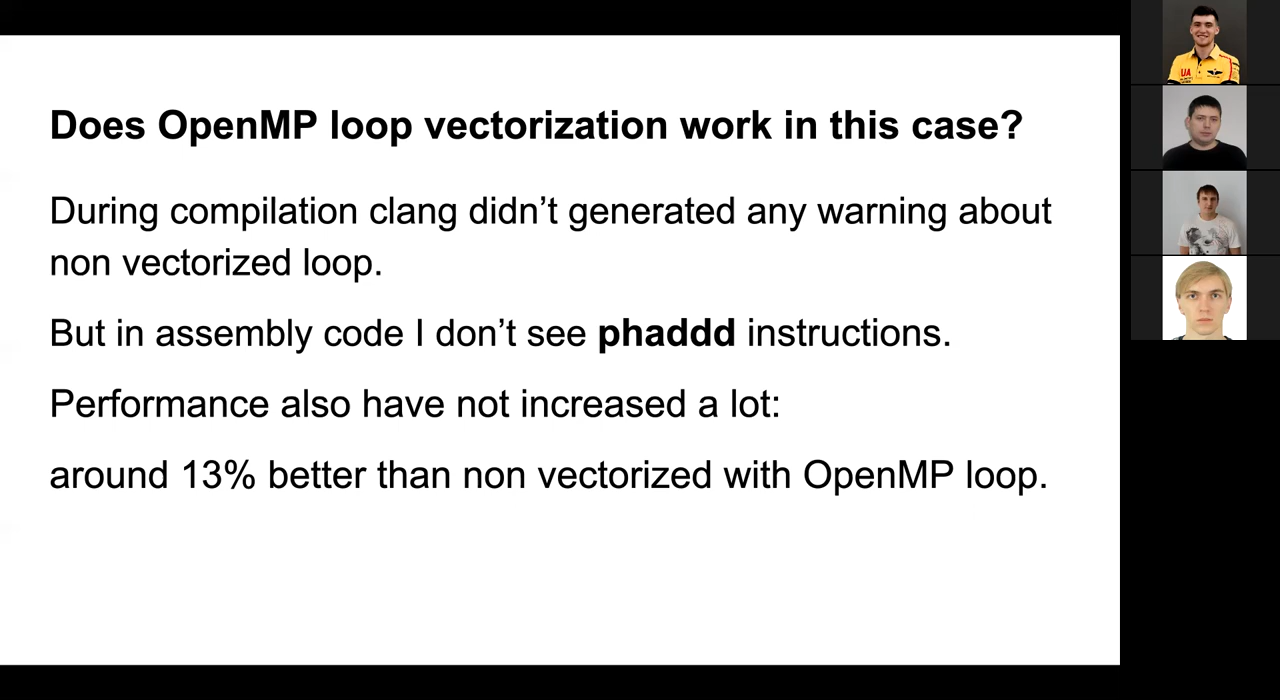 Does OpenMP loop vectorization work in this case?
During compilation clang didn’t generated any warning about
non vectorized loop.
But in assembly code I don’t see phaddd instructions.
Performance also have not increased a lot:
around 13% better than non vectorized with OpenMP loop.
UA